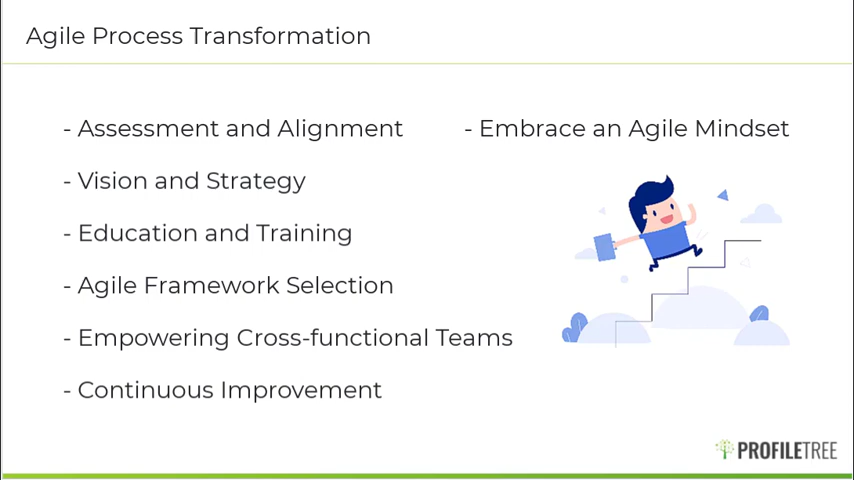 Agile Process Transformation
- Assessment and Alignment
- Vision and Strategy
- Education and Training
- Agile Framework Selection
- Empowering Cross-functional Teams
- Continuous Improvement
- Embrace an Agile Mindset
PROFILETREE